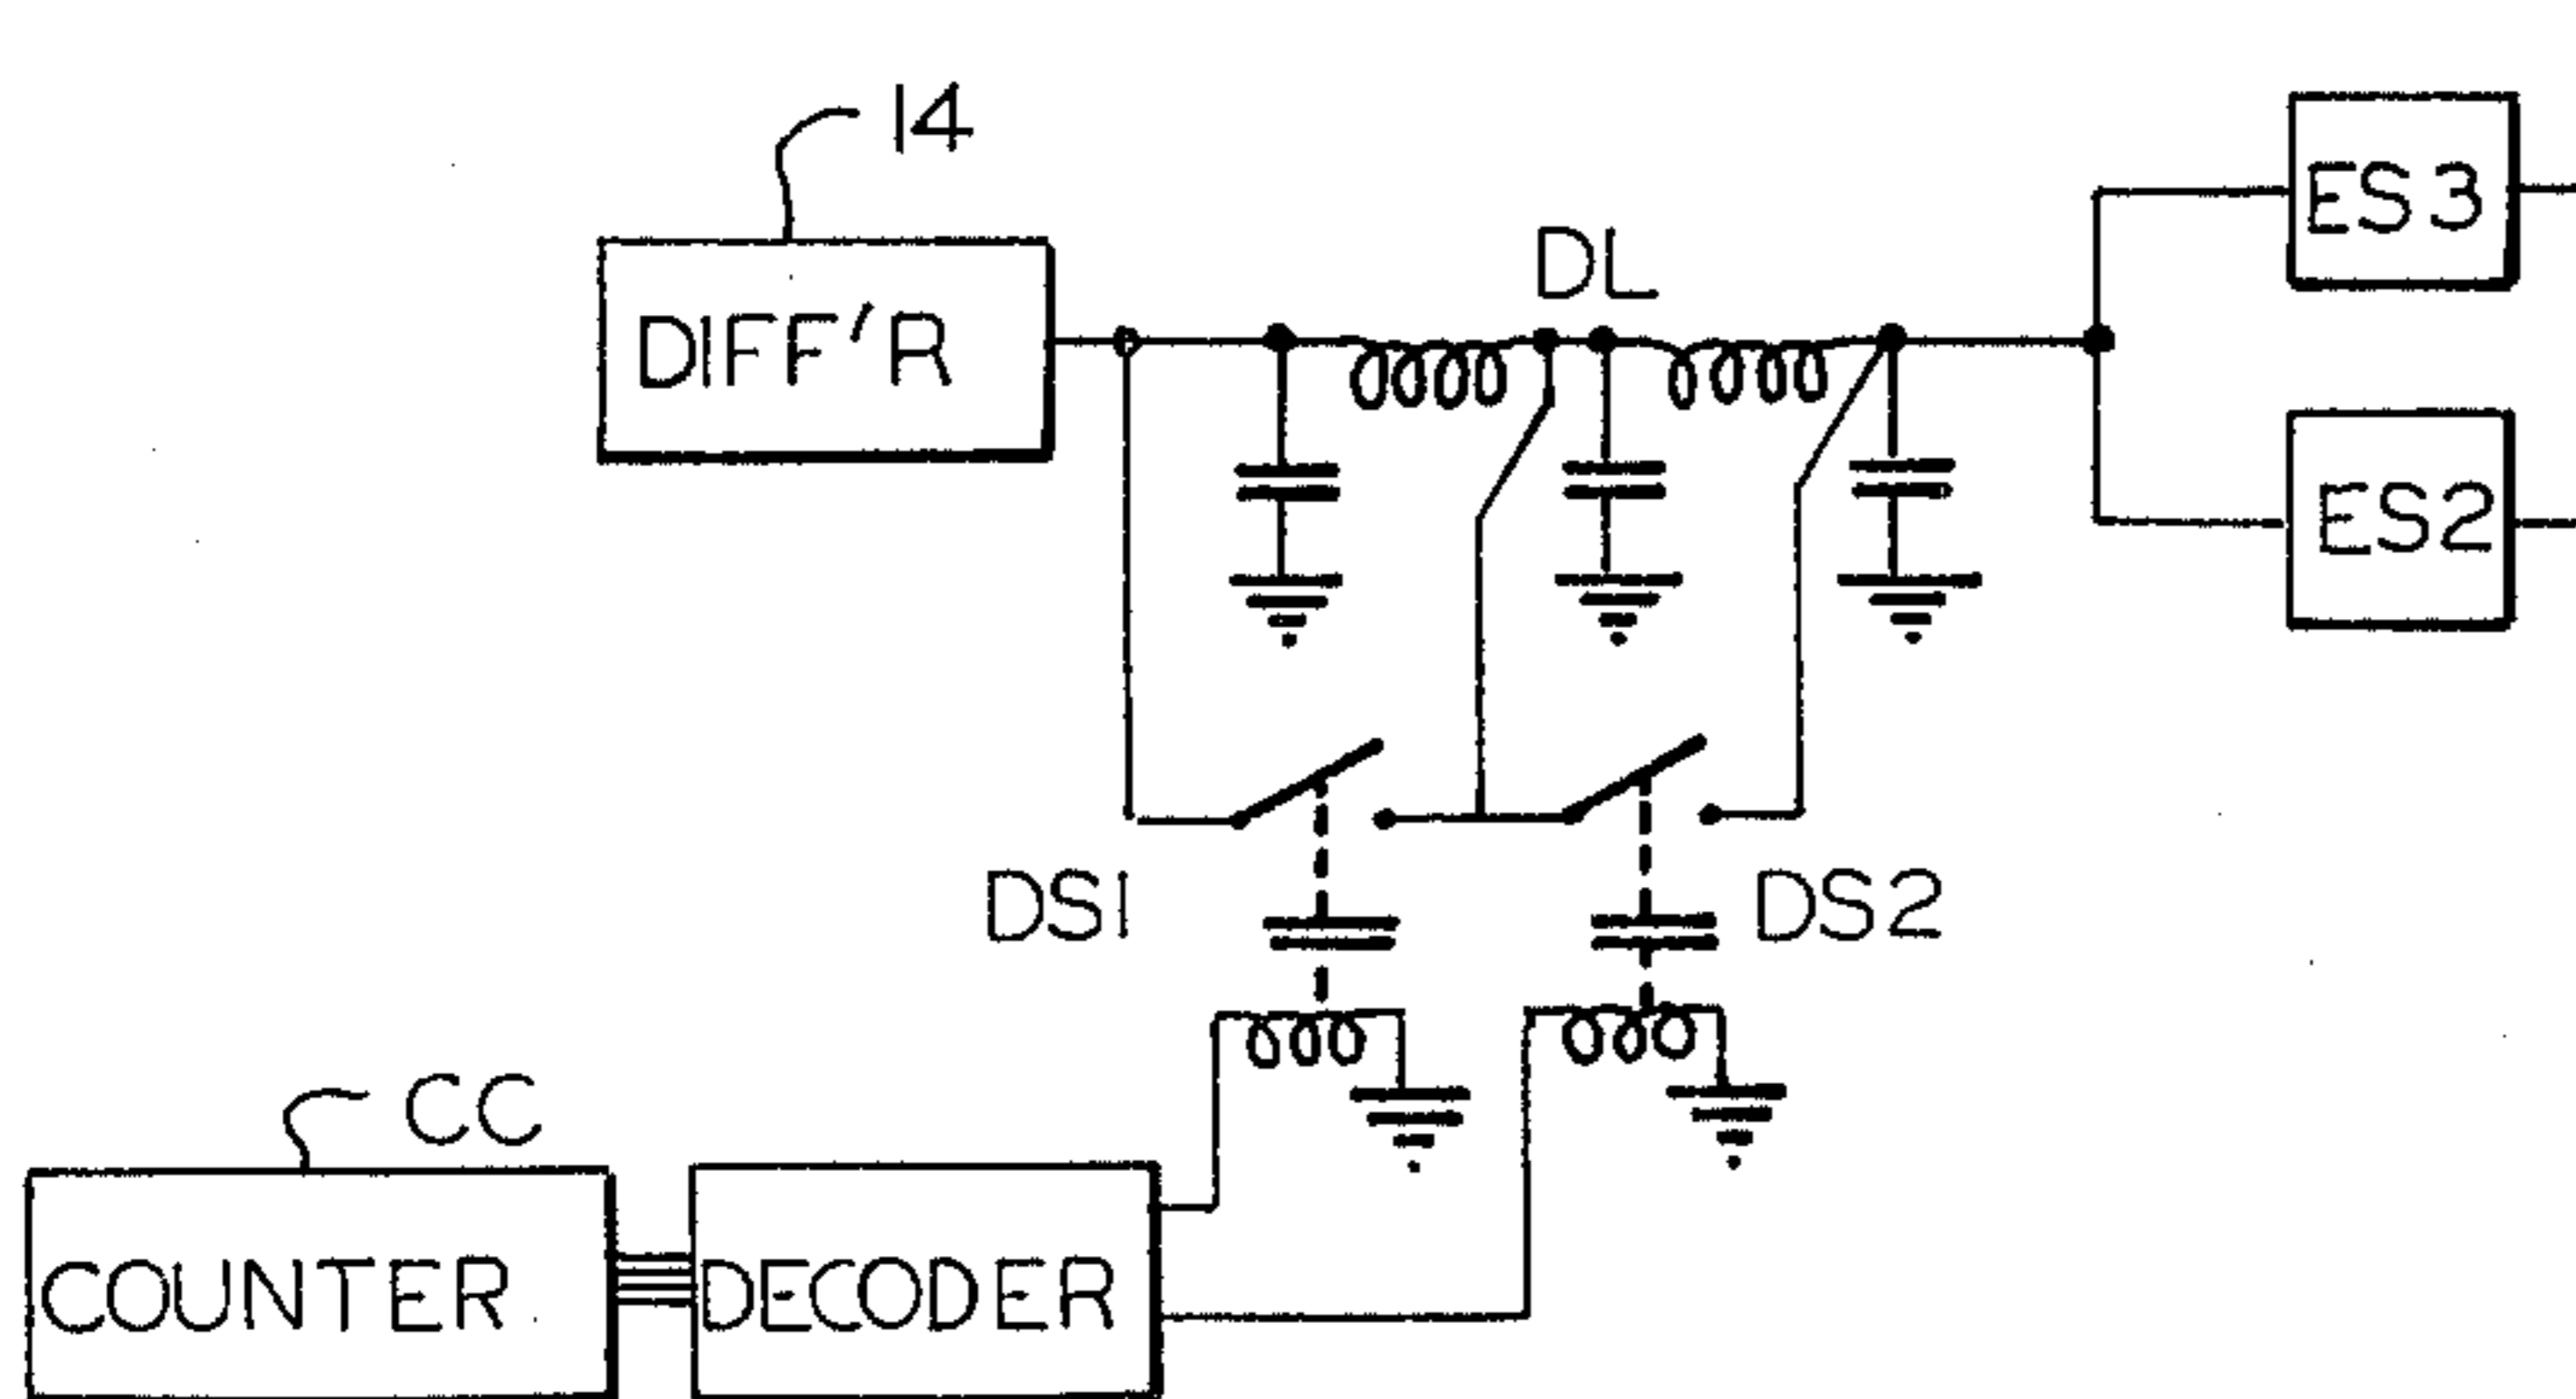 14
ES3
DL
DIFF'R
ES2
DS1
DS2
CC
COUNTER
DECODER